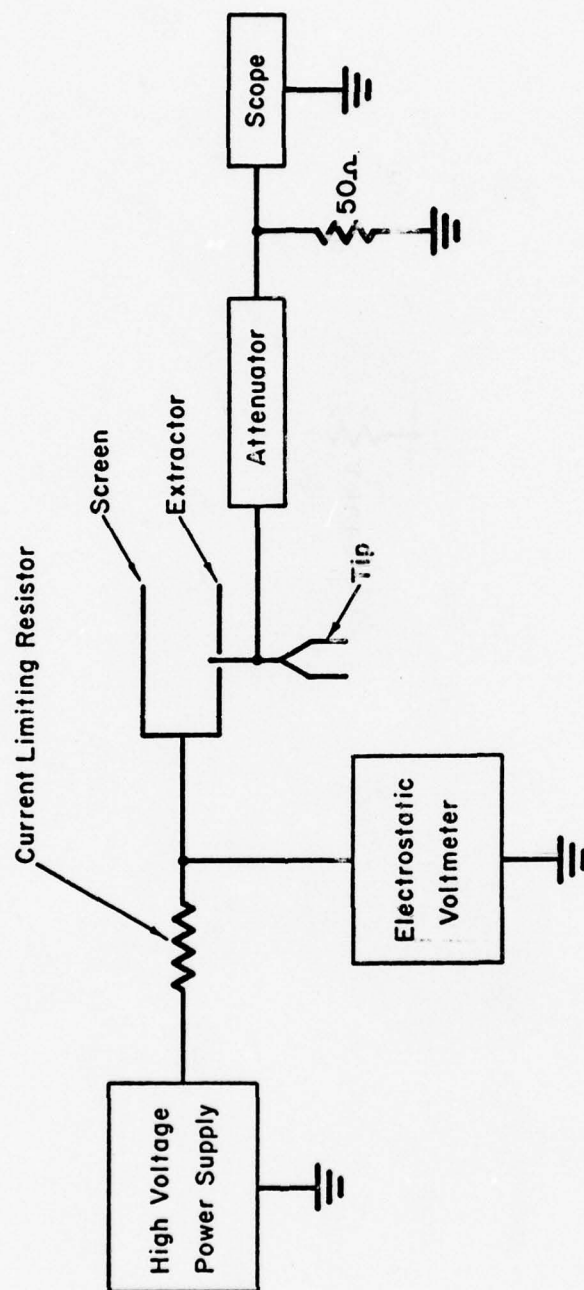 Current Limiting Resistor
Screen
Extractor
High Voltage
Power Supply
Electrostatic
Voltmeter
Tip
Attenuator
50Ω
Scope